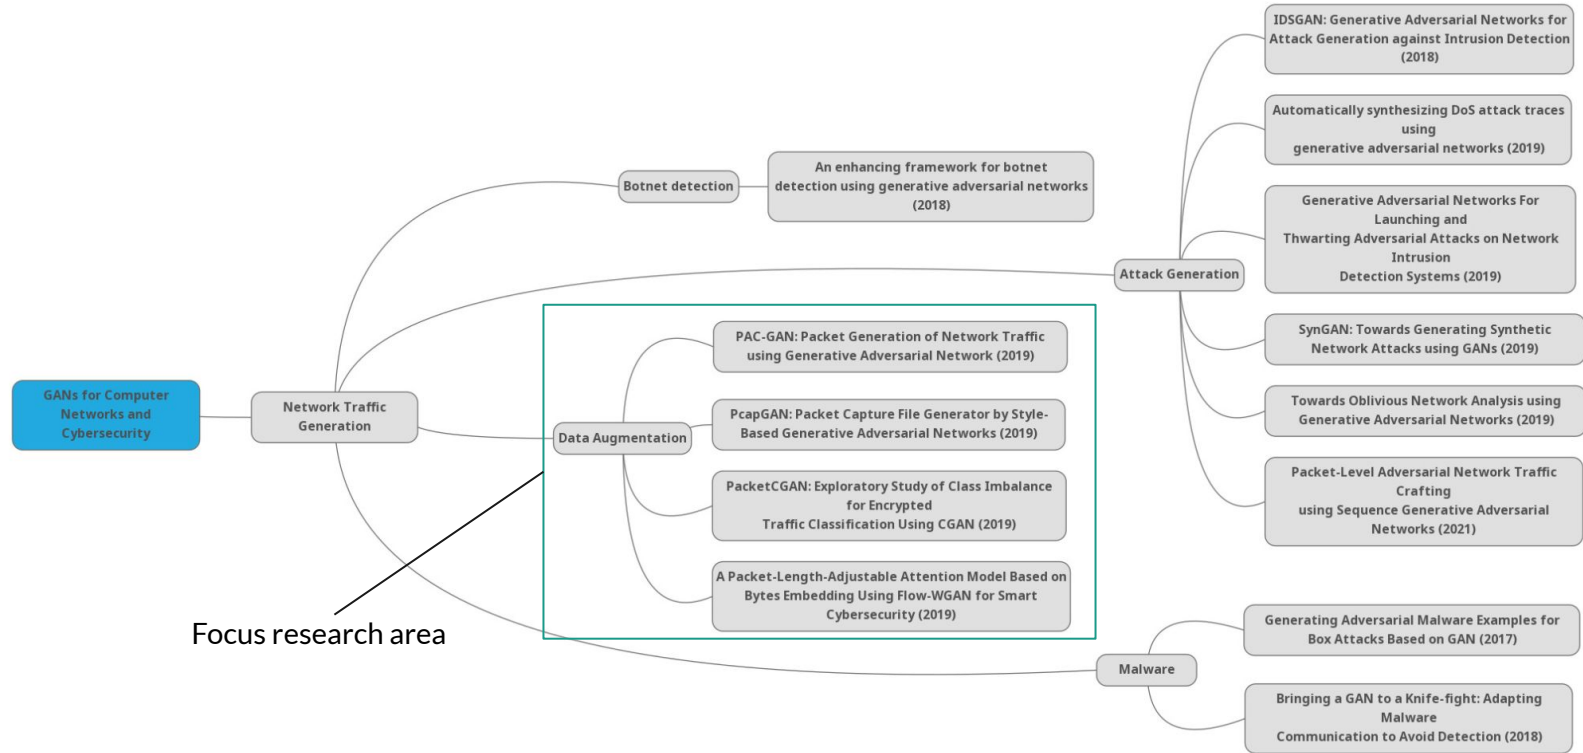 GANs for Computer
Networks and
Cybersecurity
Network Traffic
Generation
Botnet detection
An enhancing framework for botnet
detection using generative adversarial networks
(2018)
Attack Generation
IDSGAN: Generative Adversarial Networks for
Attack Generation against Intrusion Detection
(2018)
Automatically synthesizing DoS attack traces
using
generative adversarial networks (2019)
Generative Adversarial Networks For
Launching and
Thwarting Adversarial Attacks on Network
Intrusion
Detection Systems (2019)
SynGAN: Towards Generating Synthetic
Network Attacks using GANs (2019)
Towards Oblivious Network Analysis using
Generative Adversarial Networks (2019)
Packet-Level Adversarial Network Traffic
Crafting
using Sequence Generative Adversarial
Networks (2021)
Data Augmentation
PAC-GAN: Packet Generation of Network Traffic
using Generative Adversarial Network (2019)
PcapGAN: Packet Capture File Generator by Style-
Based Generative Adversarial Networks (2019)
PacketCGAN: Exploratory Study of Class Imbalance
for Encrypted
Traffic Classification Using CGAN (2019)
A Packet-Length-Adjustable Attention Model Based on
Bytes Embedding Using Flow-WGAN for Smart
Cybersecurity (2019)
Focus research area
Malware
Generating Adversarial Malware Examples for
Box Attacks Based on GAN (2017)
Bringing a GAN to a Knife-fight: Adapting
Malware
Communication to Avoid Detection (2018)